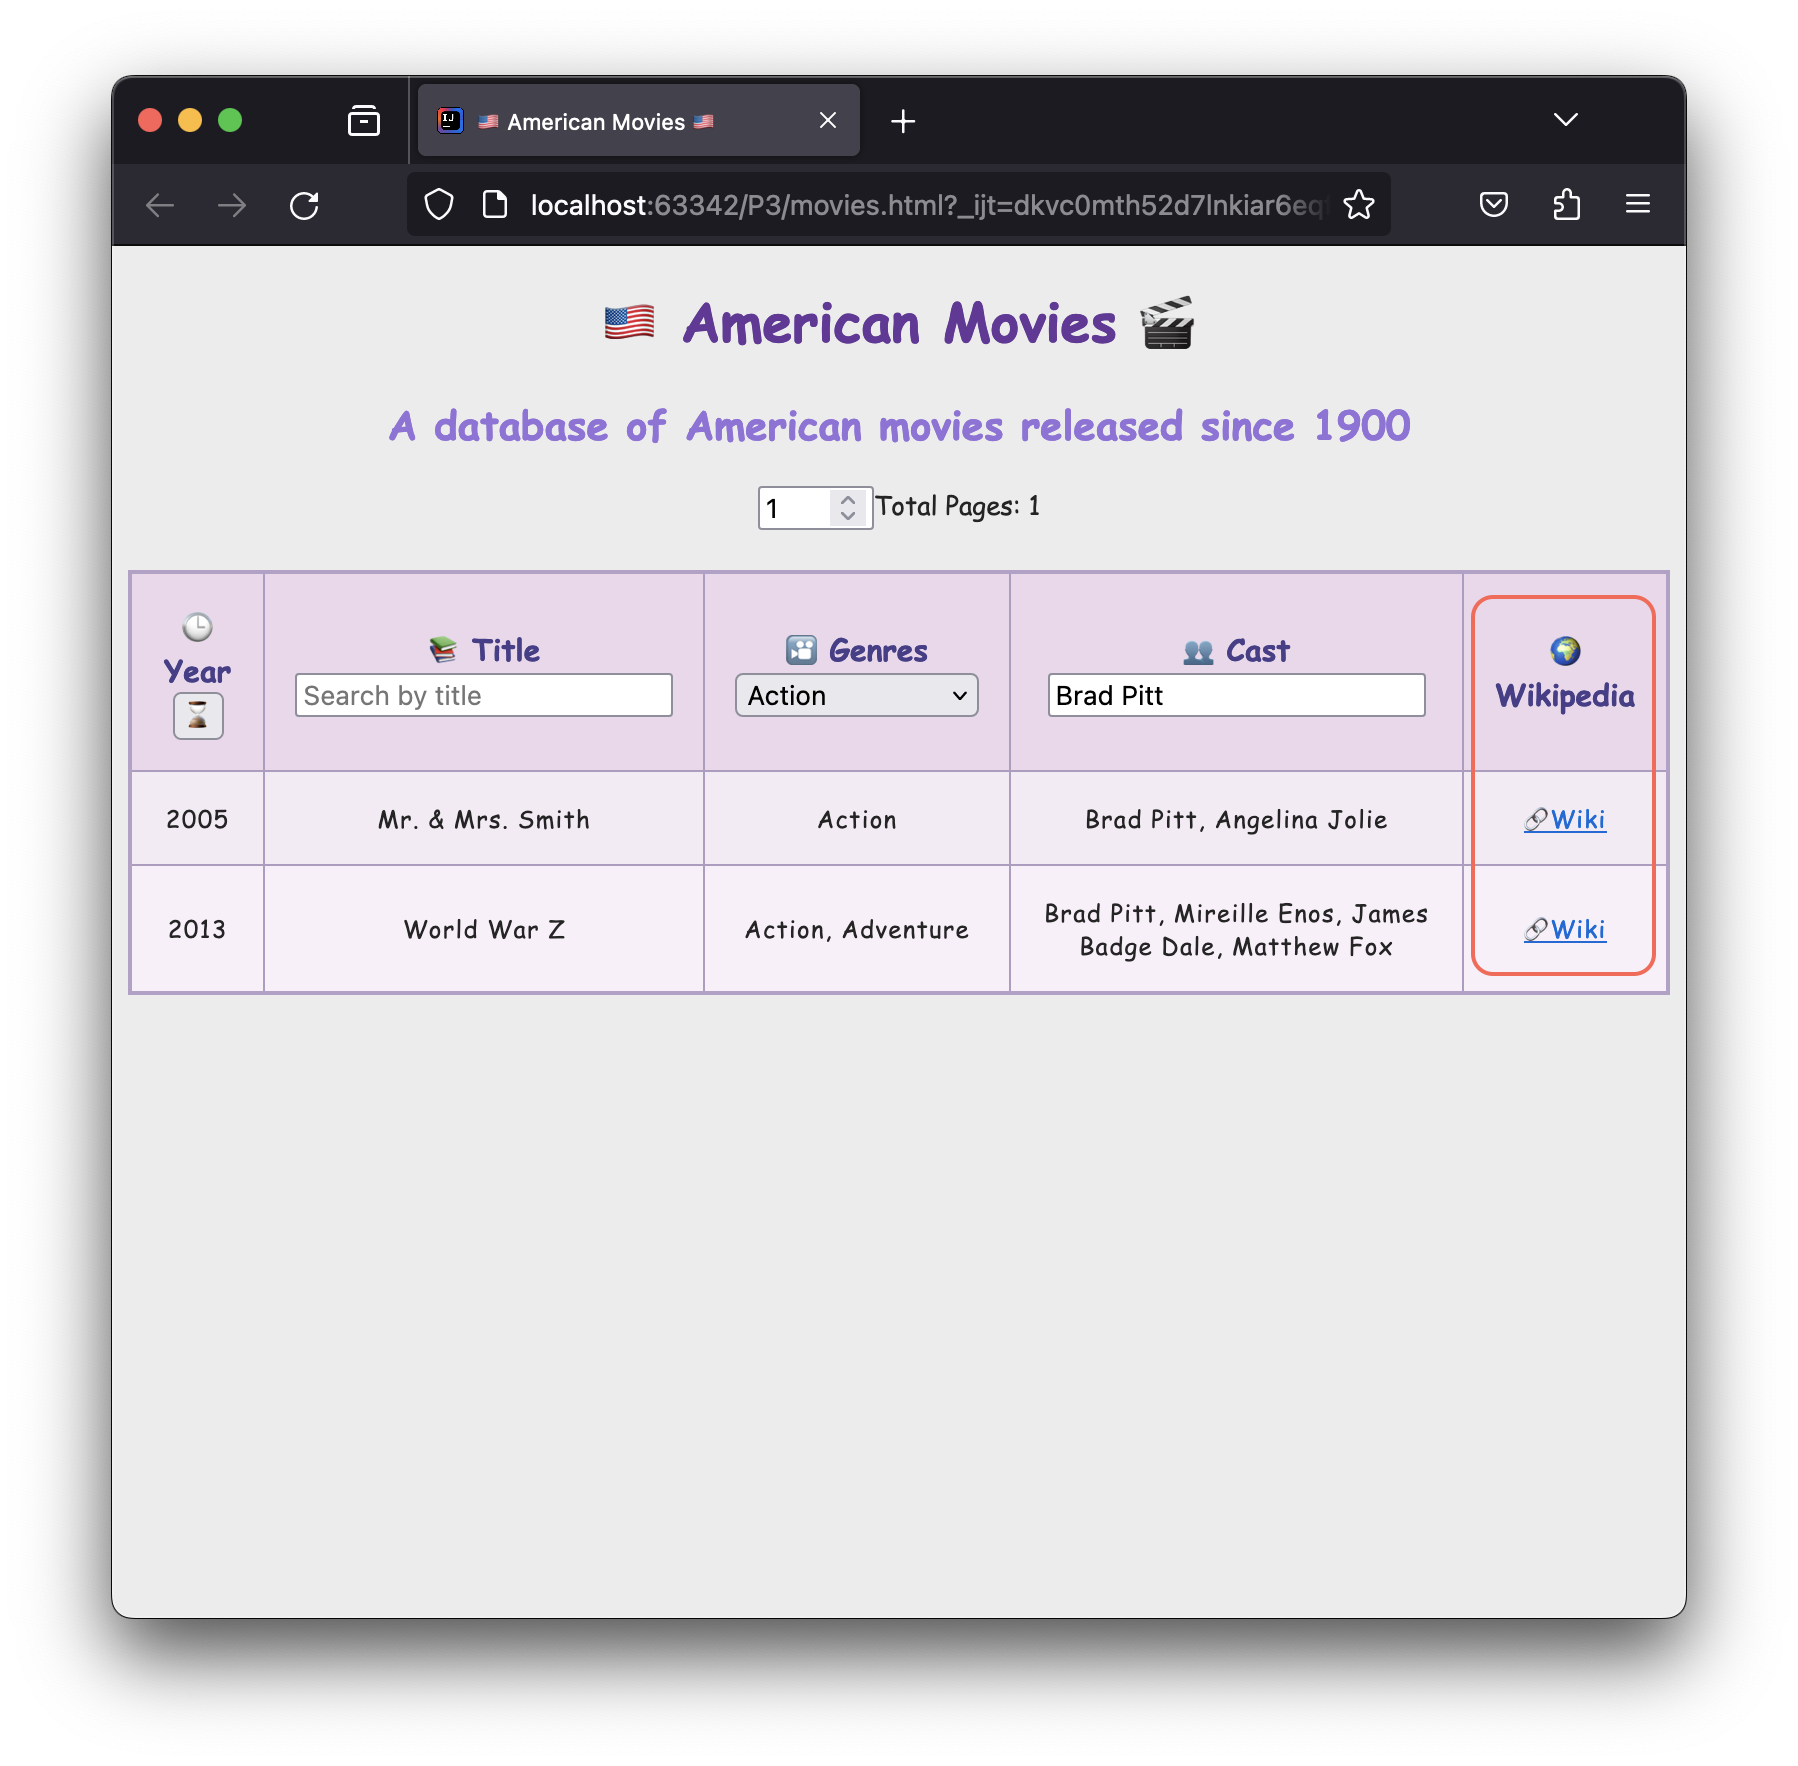 🇺🇸 American Movies 🇺🇸
localhost:63342/P3/movies.html?_ijt=dkvc0mth52d7lnkiar6eq
🇺🇸 American Movies 🎬
A database of American movies released since 1900
1 Total Pages: 1
🕒 Year ⌛
📚 Title
Search by title
🎦 Genres
Action
👥 Cast
Brad Pitt
🌍
Wikipedia
2005 Mr. & Mrs. Smith Action Brad Pitt, Angelina Jolie 🔗Wiki
2013 World War Z Action, Adventure Brad Pitt, Mireille Enos, James
Badge Dale, Matthew Fox 🔗Wiki